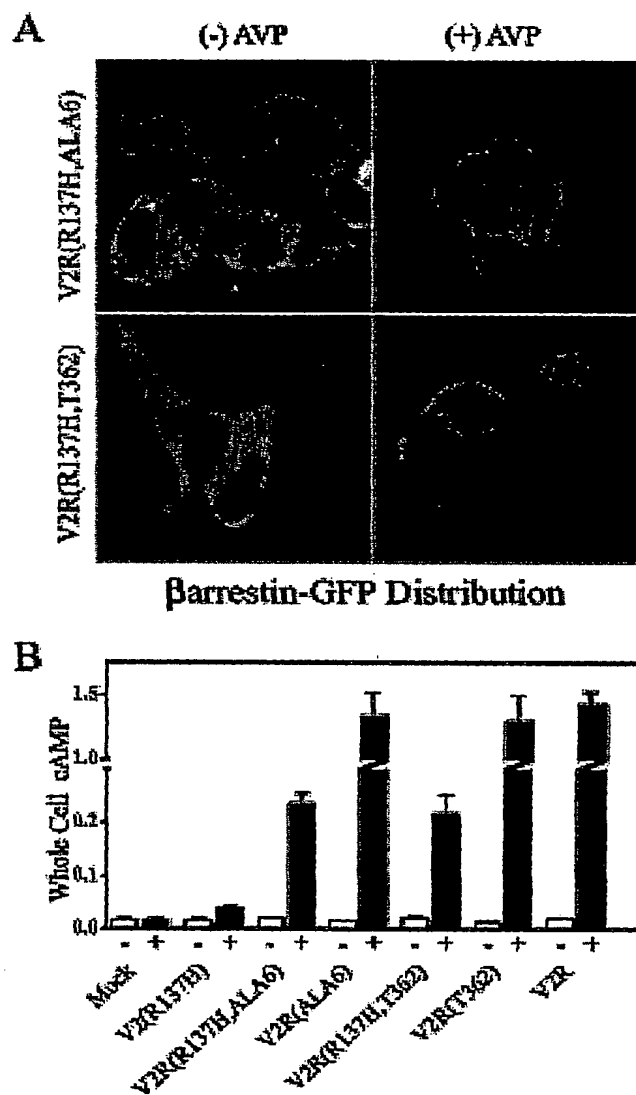 A
(-) AVP
(+) AVP
V2R(R137H,ALA6)
V2R(R137H,T362)
βarrestin-GFP Distribution
B
Whole Cell cAMP
1.5
1.0
0.2
0.1
0.0
- + - + - + - + - + - + - +
Mock
V2(R137H)
V2R(R137H,ALA6)
V2R(ALA6)
V2R(R137H,T362)
V2R(T362)
V2R